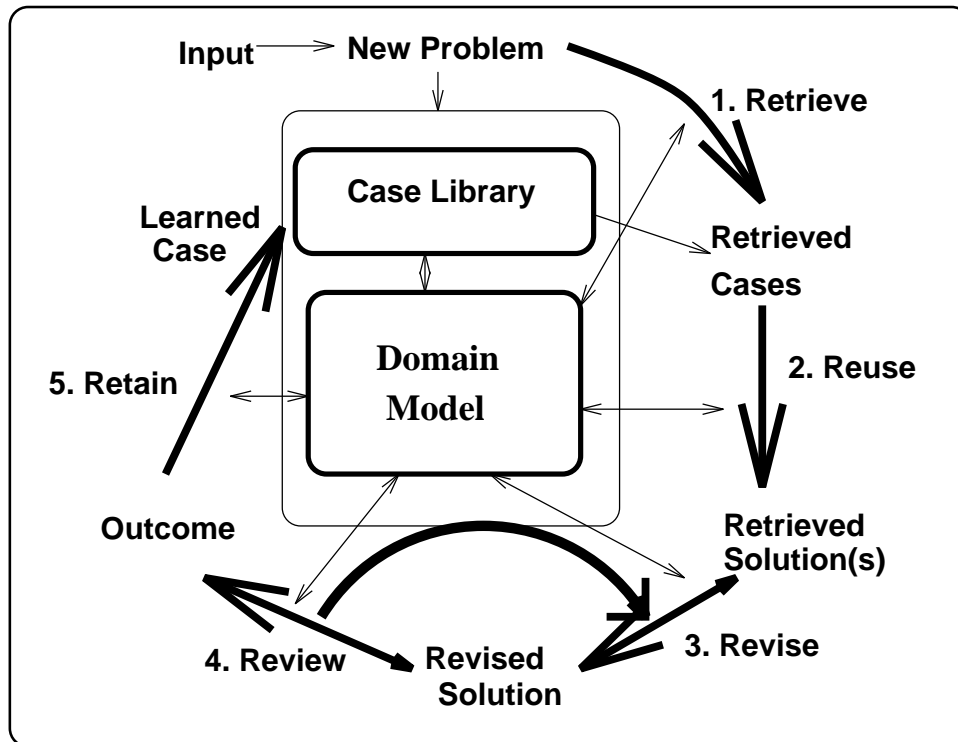 Input
New Problem
1. Retrieve
Case Library
Learned
Case
Retrieved
Cases
Domain
Model
2. Reuse
5. Retain
Outcome
Retrieved
Solution(s)
4. Review
Revised
Solution
3. Revise